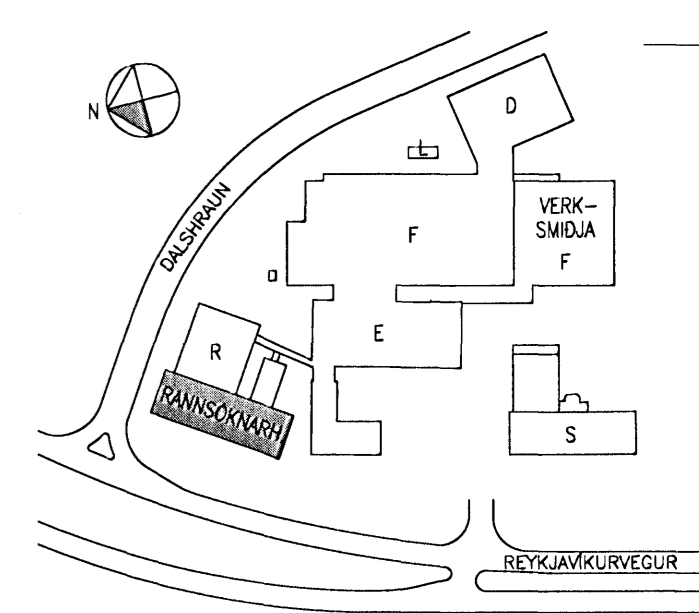 N
D
L
DALSHRAUN
VERK-
SMIÐJA
F
F
E
R
RANNSÓKNARH
S
REYKJAVÍKURVEGUR